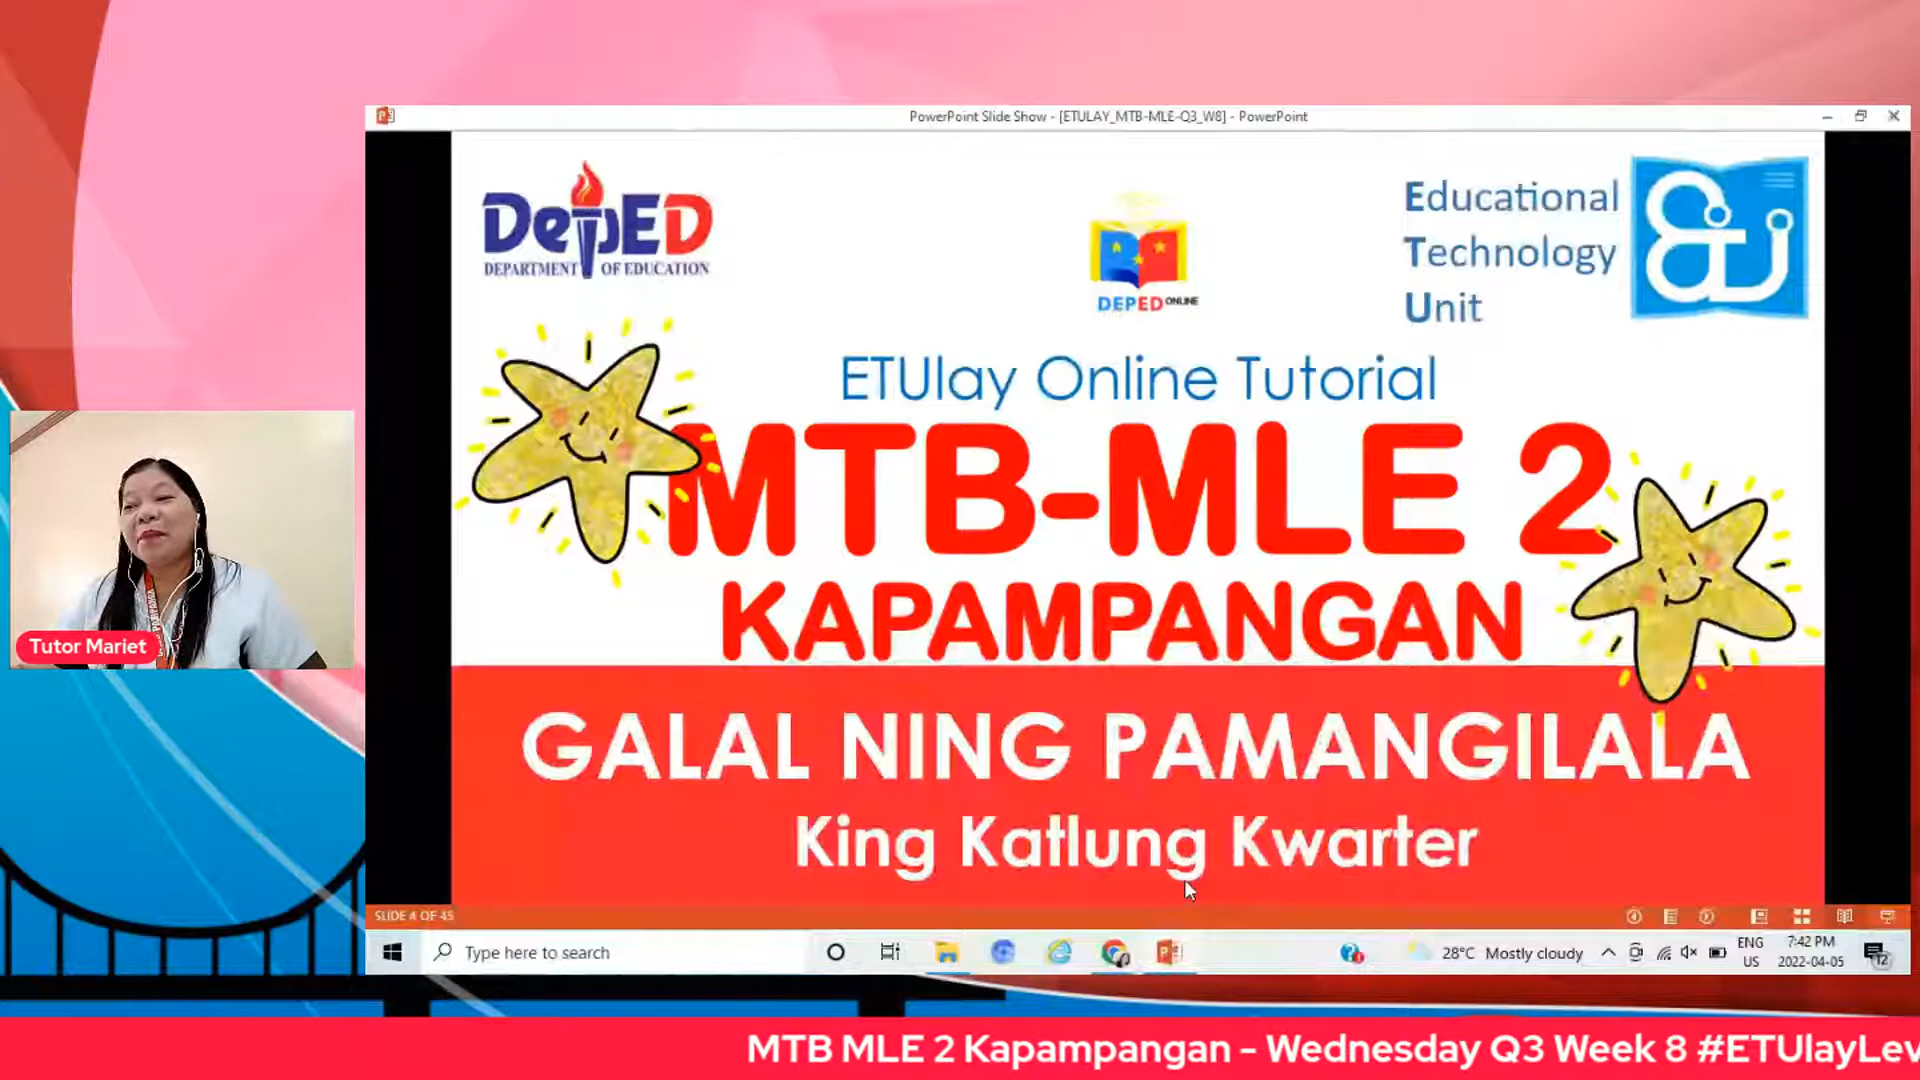 PowerPoint Slide Show - [ETULAY_MTB-MLE-Q3_W8] - PowerPoint
DepED
DEPARTMENT OF EDUCATION
DEPED ONLINE
Educational
Technology
Unit
ETUlay Online Tutorial
MTB-MLE 2
KAPAMPANGAN
GALAL NING PAMANGILALA
King Katlung Kwarter
Tutor Mariet
SLIDE 4 OF 45
Type here to search
28°C Mostly cloudy
ENG
US
7:42 PM
2022-04-05
12
MTB MLE 2 Kapampangan - Wednesday Q3 Week 8 #ETUlayLev